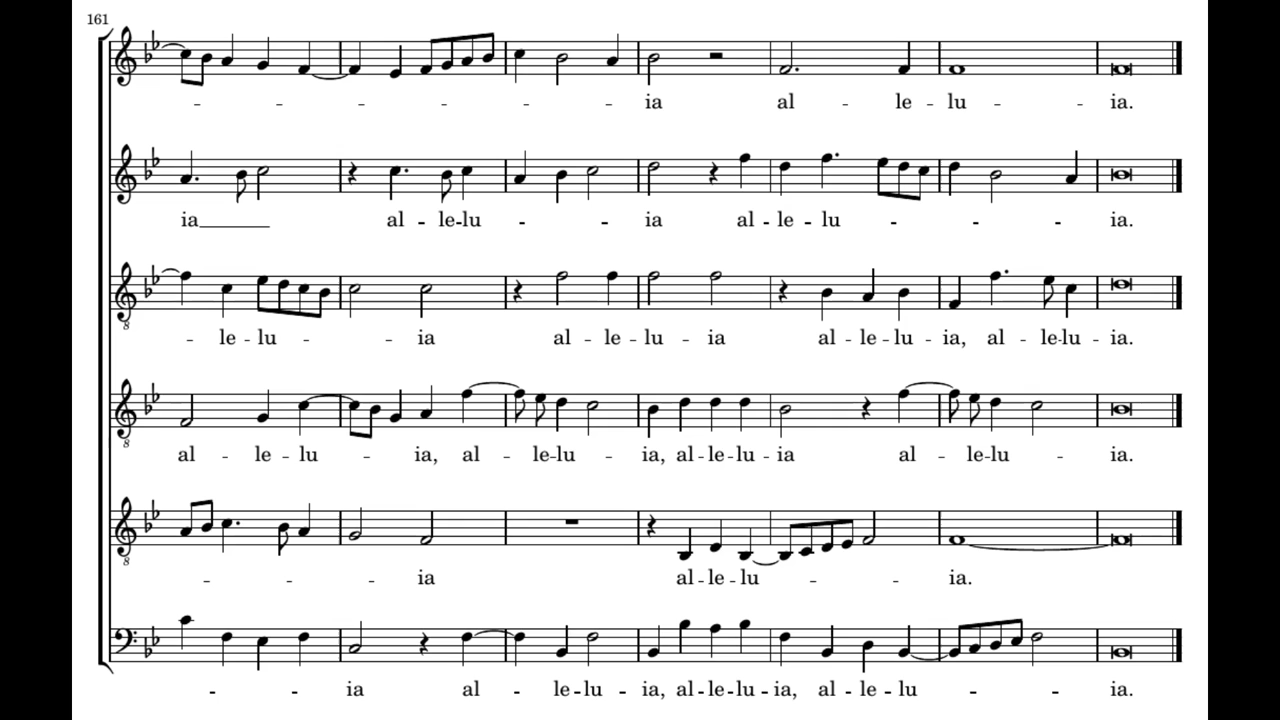 161
- - - - - - - ia al - le - lu - - ia.
ia al - le-lu - - - ia al - le - lu - - - - ia.
- le - lu - - - ia al - le - lu - ia al - le - lu - ia, al - le-lu - ia.
8
al - le - lu - - ia, al - le-lu - - ia, al-le-lu - ia al - le-lu - - ia.
8
- - - ia al-le-lu - - - ia.
8
- - - ia al - le-lu - ia, al-le-lu-ia, al - le - lu - - - ia.